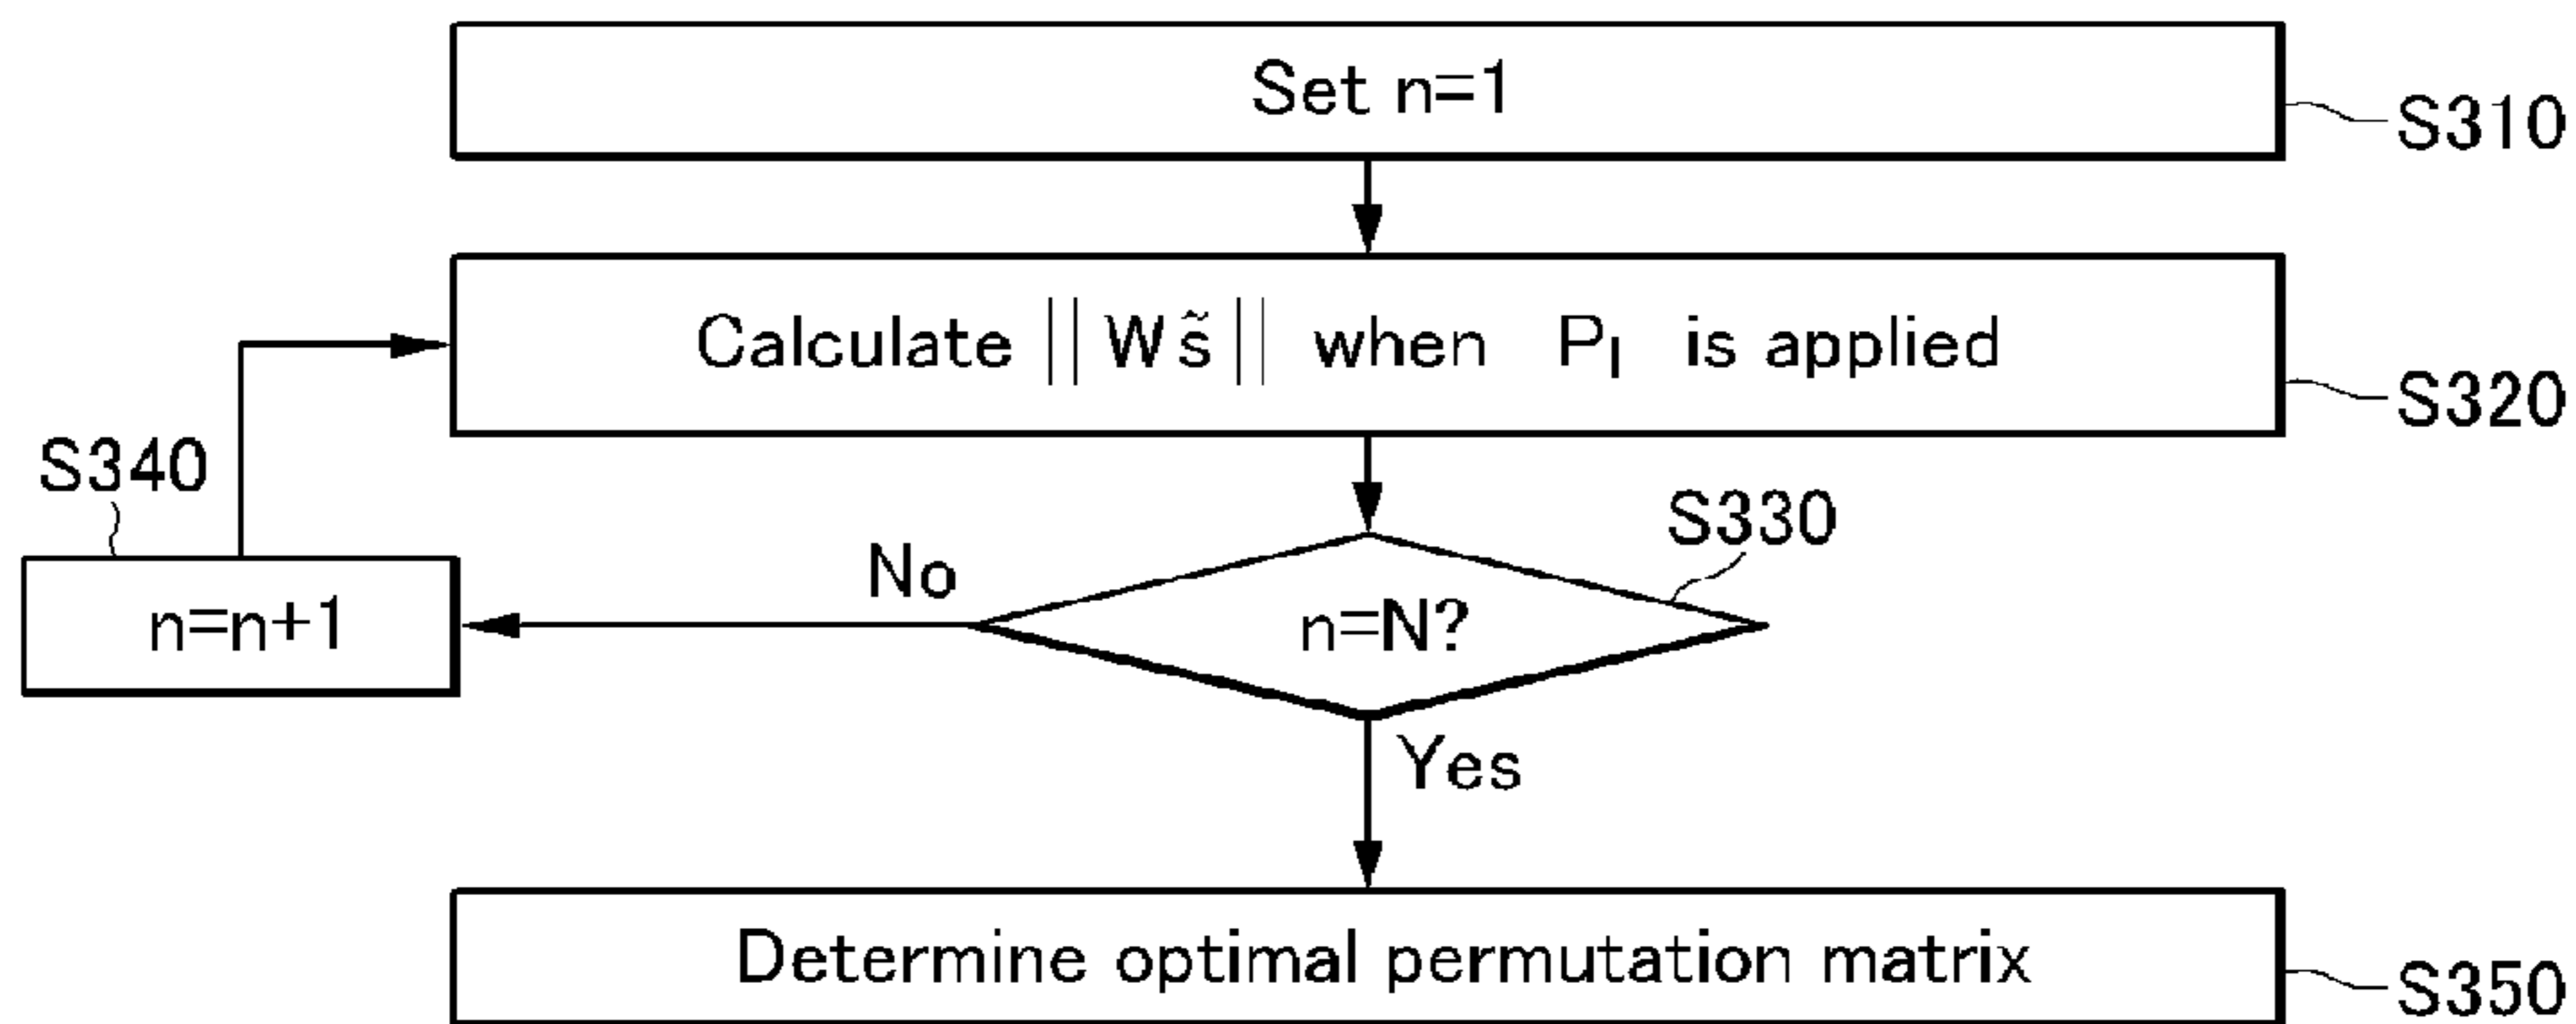 Set n=1
S310
Calculate ||Ws̃|| when P_l is applied
S320
S340
S330
No
n=n+1
n=N?
Yes
Determine optimal permutation matrix
S350